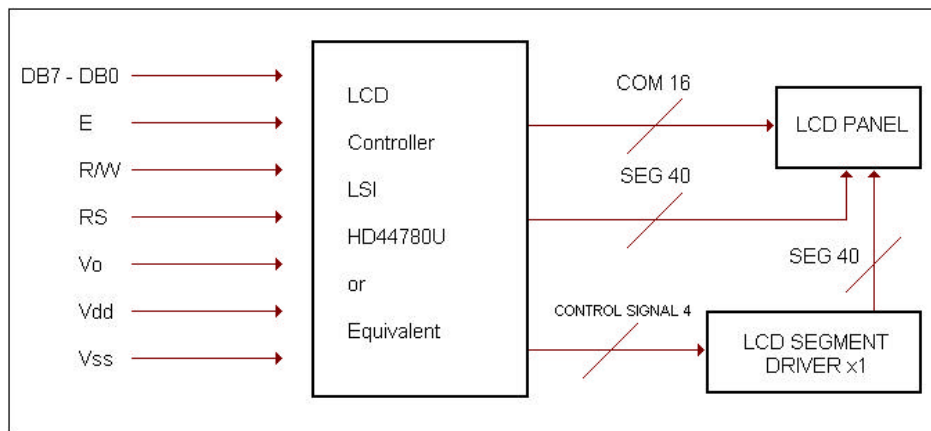 DB7 - DB0
E
R/W
RS
Vo
Vdd
Vss
LCD
Controller
LSI
HD44780U
or
Equivalent
COM 16
SEG 40
CONTROL SIGNAL 4
LCD PANEL
SEG 40
LCD SEGMENT
DRIVER x1